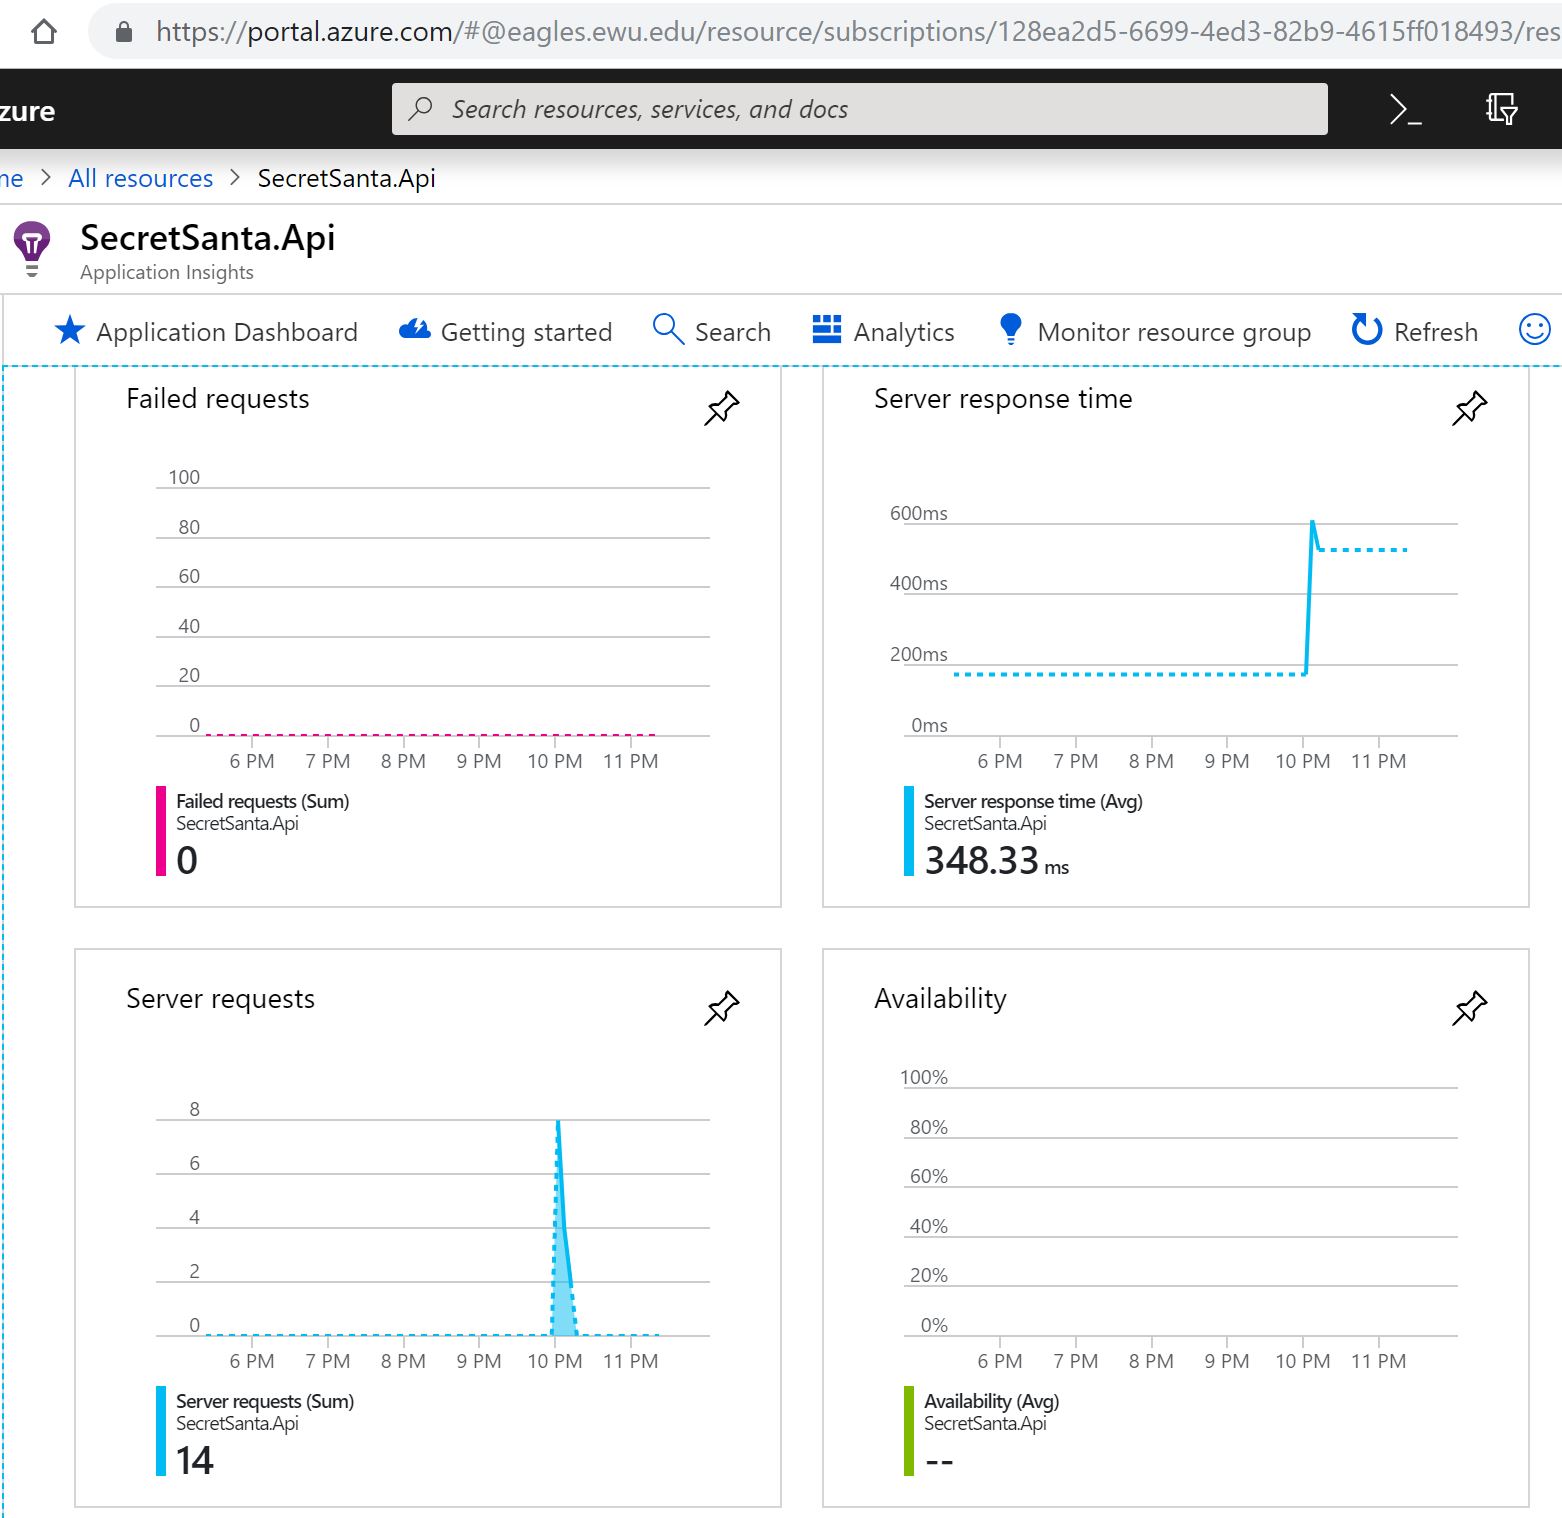 https://portal.azure.com/#@eagles.ewu.edu/resource/subscriptions/128ea2d5-6699-4ed3-82b9-4615ff018493/res
zure
Search resources, services, and docs
ne > All resources > SecretSanta.Api
SecretSanta.Api
Application Insights
Application Dashboard Getting started Search Analytics Monitor resource group Refresh
Failed requests
100
80
60
40
20
0
6 PM 7 PM 8 PM 9 PM 10 PM 11 PM
Failed requests (Sum)
SecretSanta.Api
0
Server response time
600ms
400ms
200ms
0ms
6 PM 7 PM 8 PM 9 PM 10 PM 11 PM
Server response time (Avg)
SecretSanta.Api
348.33 ms
Server requests
8
6
4
2
0
6 PM 7 PM 8 PM 9 PM 10 PM 11 PM
Server requests (Sum)
SecretSanta.Api
14
Availability
100%
80%
60%
40%
20%
0%
6 PM 7 PM 8 PM 9 PM 10 PM 11 PM
Availability (Avg)
SecretSanta.Api
--